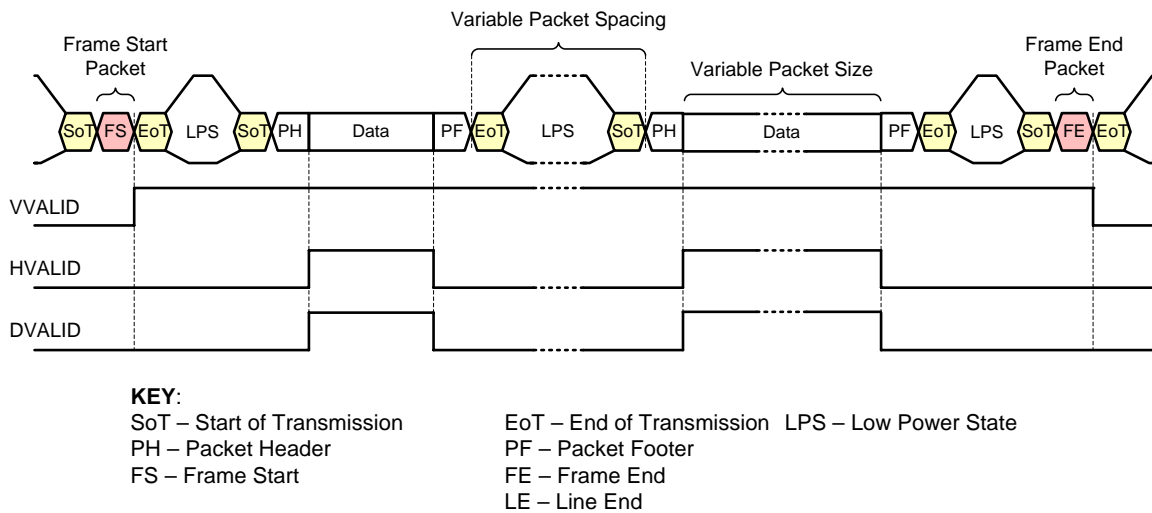 Variable Packet Spacing
Frame Start
Packet
Variable Packet Size
Frame End
Packet
SoT FS EoT LPS SoT PH Data PF EoT LPS SoT PH Data PF EoT LPS SoT FE EoT
VVALID
HVALID
DVALID
KEY:
SoT – Start of Transmission EoT – End of Transmission LPS – Low Power State
PH – Packet Header PF – Packet Footer
FS – Frame Start FE – Frame End
LE – Line End